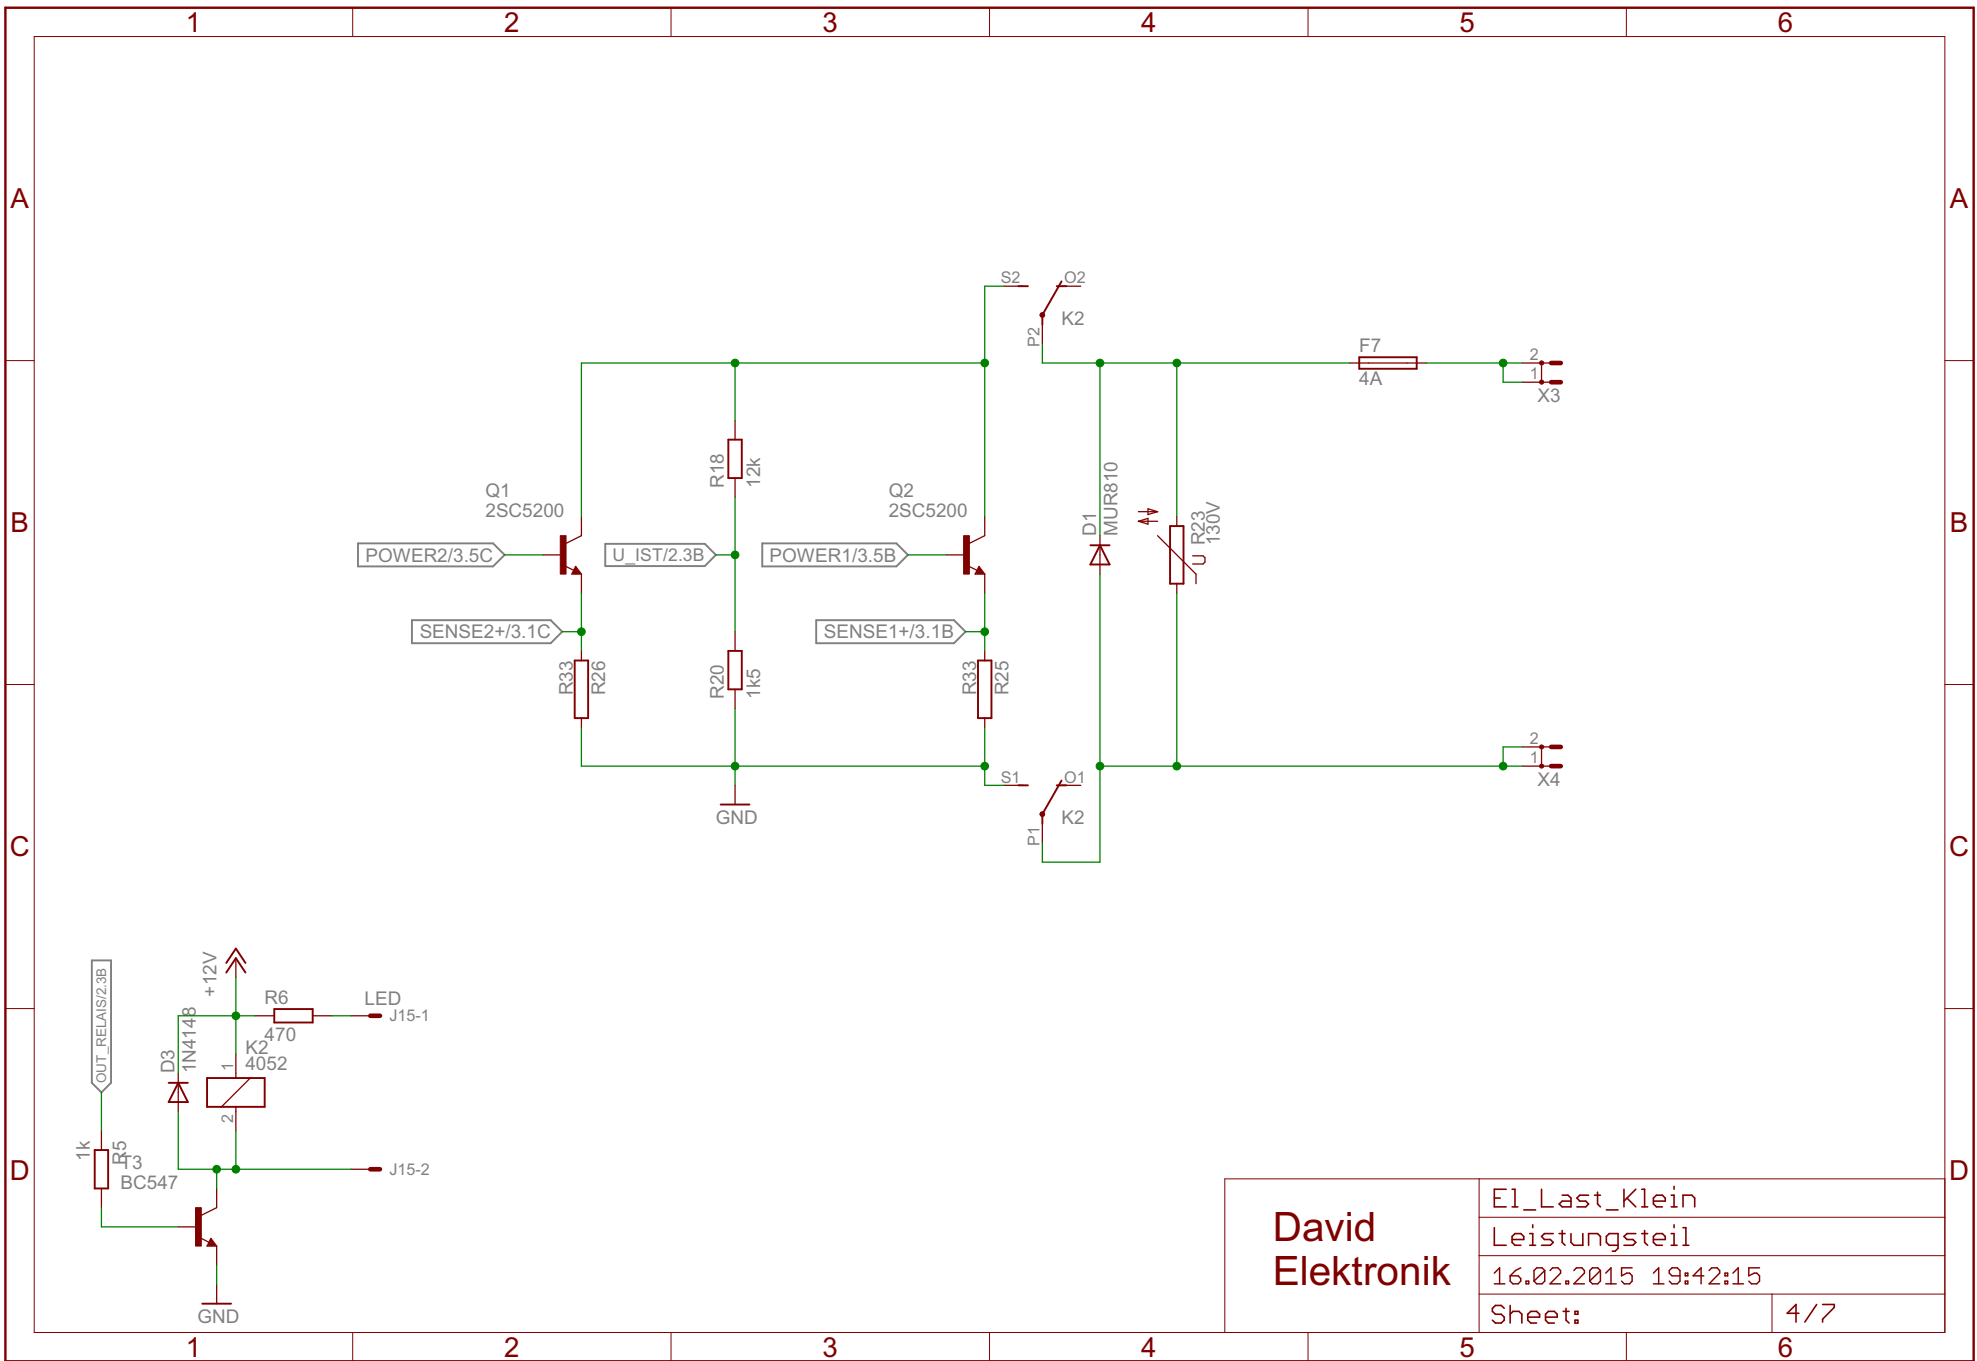 1 2 3 4 5 6
A A
S2 O2
K2
P2
F7
4A
2
1
X3
R18
12k
D1
MUR810
R23
130V
U
Q1
2SC5200
Q2
2SC5200
B B
POWER2/3.5C
U_IST/2.3B
POWER1/3.5B
SENSE2+/3.1C
SENSE1+/3.1B
R33
R26
R20
1k5
R33
R25
2
1
X4
S1 O1
K2
P1
GND
C C
+12V
OUT_RELAIS/2.3B
R6
470
LED
J15-1
D3
1N4148
K2
4052
1
2
1k
R5
T3
BC547
J15-2
D D
GND
David
Elektronik
El_Last_Klein
Leistungsteil
16.02.2015 19:42:15
Sheet: 4/7
1 2 3 4 5 6